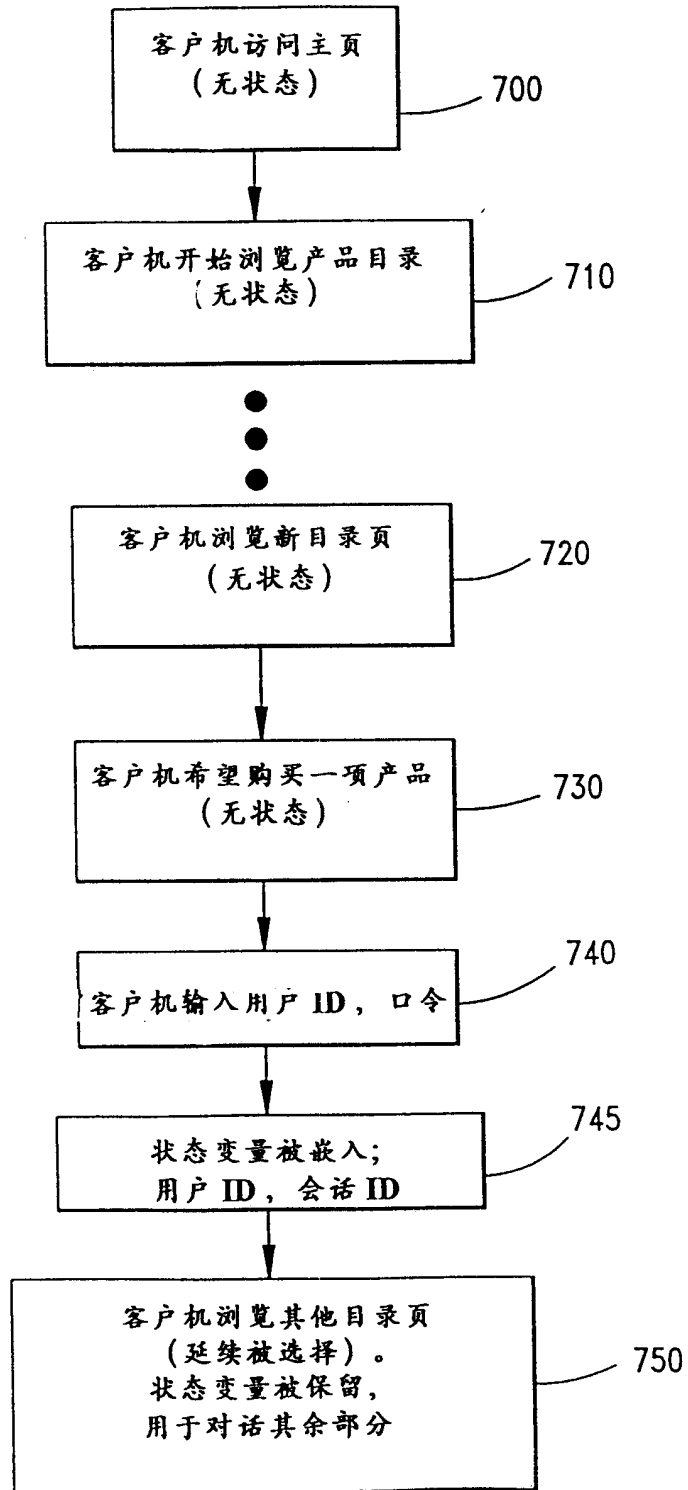 客户机访问主页
(无状态)
700
客户机开始浏览产品目录
(无状态)
710
客户机浏览新目录页
(无状态)
720
客户机希望购买一项产品
(无状态)
730
740
客户机输入用户 ID, 口令
745
状态变量被嵌入;
用户 ID, 会话 ID
客户机浏览其他目录页
(延续被选择)。
状态变量被保留,
用于对话其余部分
750